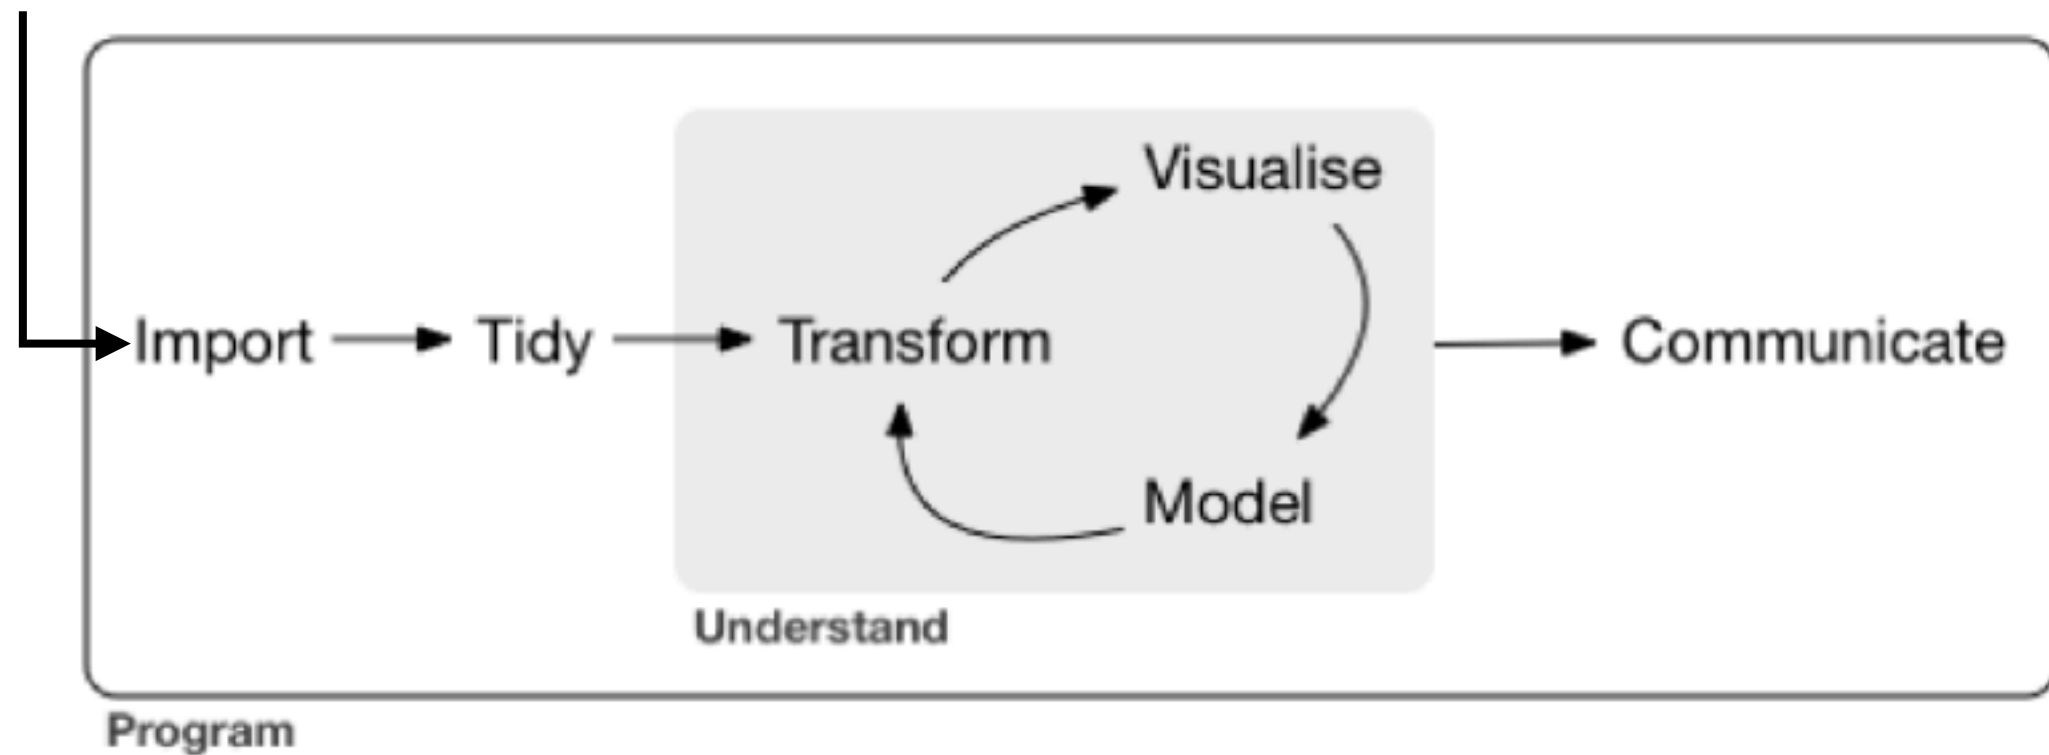 Visualise
Import
Tidy
Transform
Communicate
Model
Understand
Program